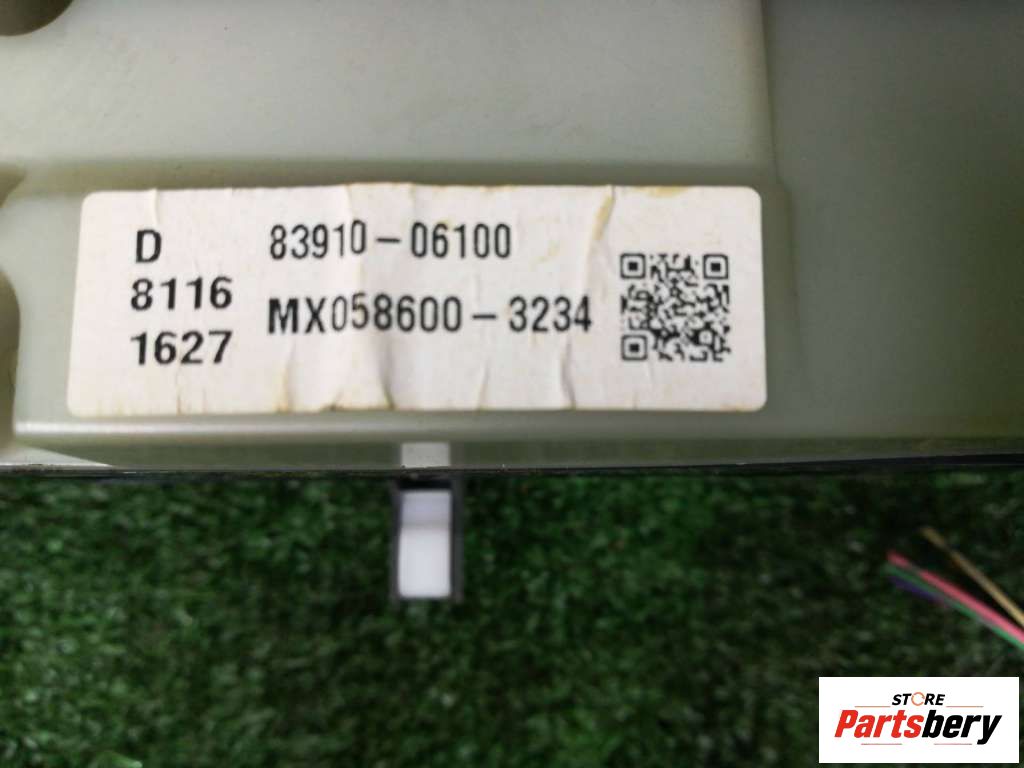 D
8116
1627
83910-06100
MX058600-3234
STORE
Partsbery